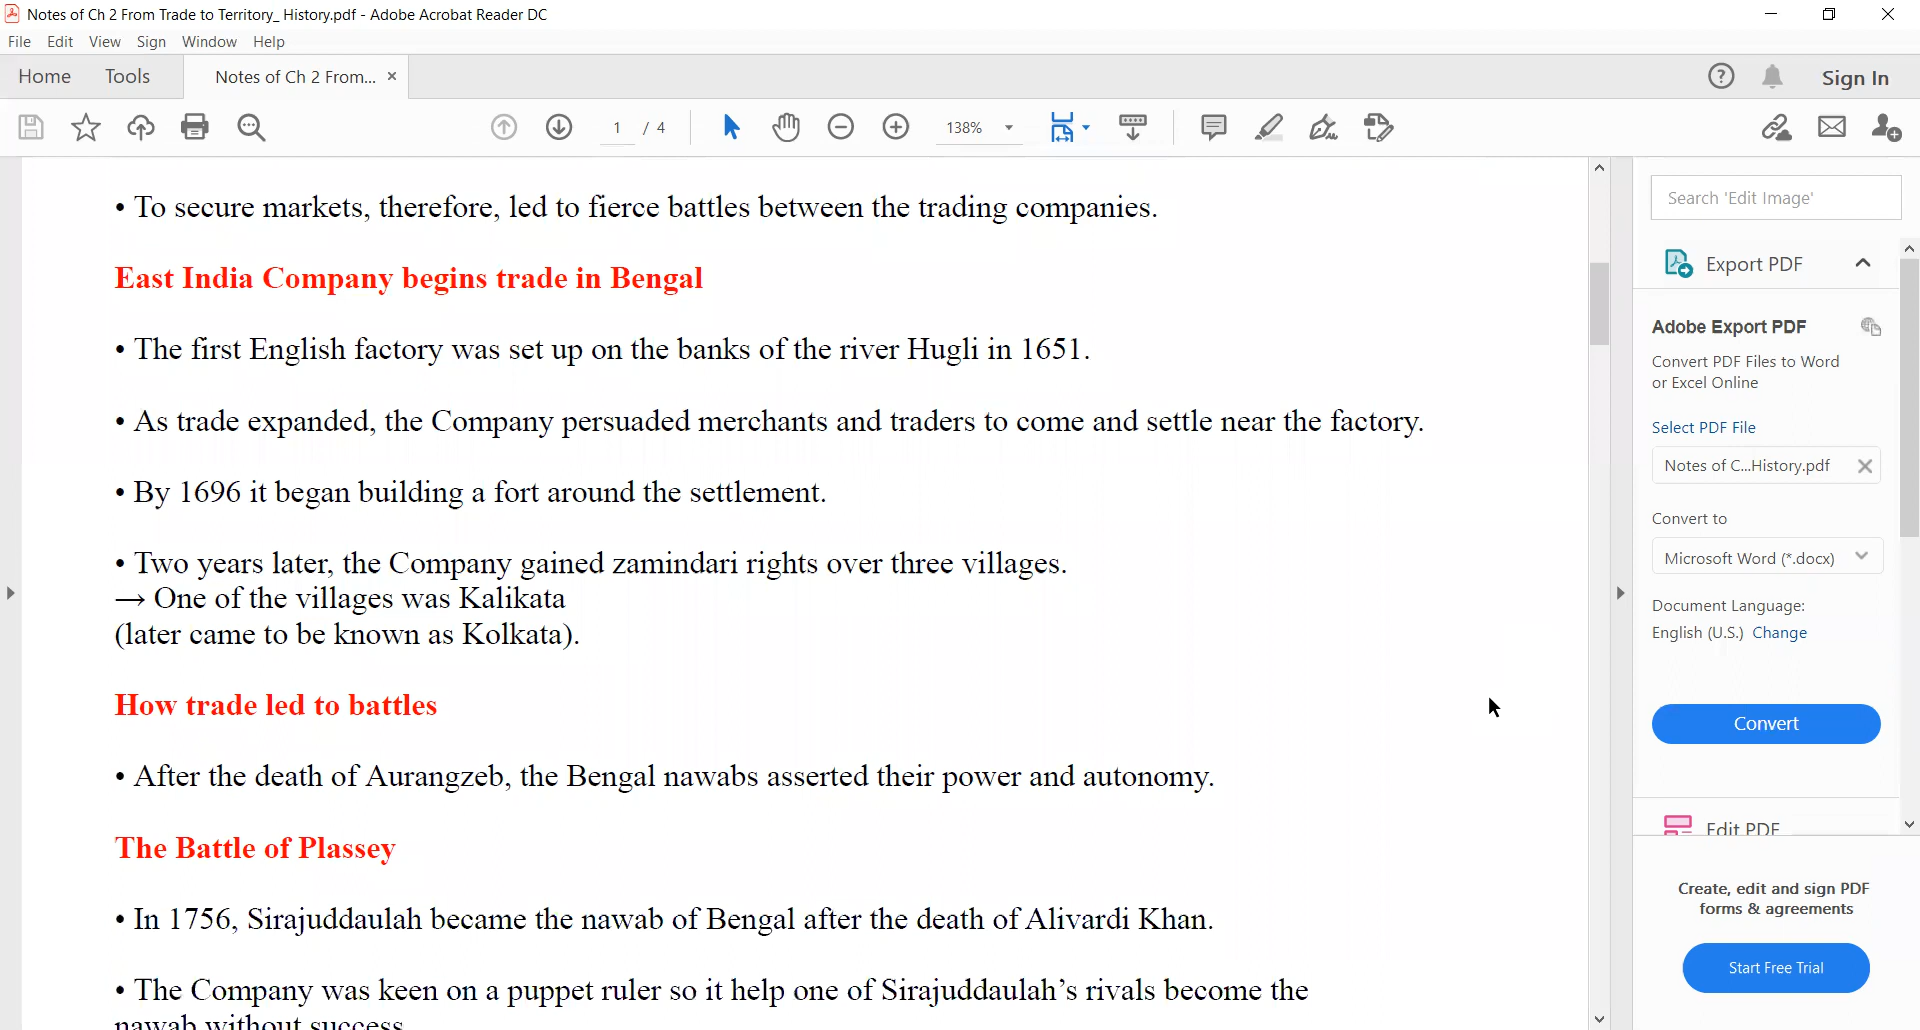 Notes of Ch 2 From Trade to Territory_ History.pdf - Adobe Acrobat Reader DC
File Edit View Sign Window Help
Home Tools Notes of Ch 2 From... × Sign In
1 / 4 138%
• To secure markets, therefore, led to fierce battles between the trading companies.
East India Company begins trade in Bengal
• The first English factory was set up on the banks of the river Hugli in 1651.
• As trade expanded, the Company persuaded merchants and traders to come and settle near the factory.
• By 1696 it began building a fort around the settlement.
• Two years later, the Company gained zamindari rights over three villages.
→ One of the villages was Kalikata
(later came to be known as Kolkata).
How trade led to battles
• After the death of Aurangzeb, the Bengal nawabs asserted their power and autonomy.
The Battle of Plassey
• In 1756, Sirajuddaulah became the nawab of Bengal after the death of Alivardi Khan.
• The Company was keen on a puppet ruler so it help one of Sirajuddaulah’s rivals become the
nawab without success.
Search 'Edit Image'
Export PDF
Adobe Export PDF
Convert PDF Files to Word
or Excel Online
Select PDF File
Notes of C...History.pdf
Convert to
Microsoft Word (*.docx)
Document Language:
English (U.S.) Change
Convert
Edit PDF
Create, edit and sign PDF
forms & agreements
Start Free Trial